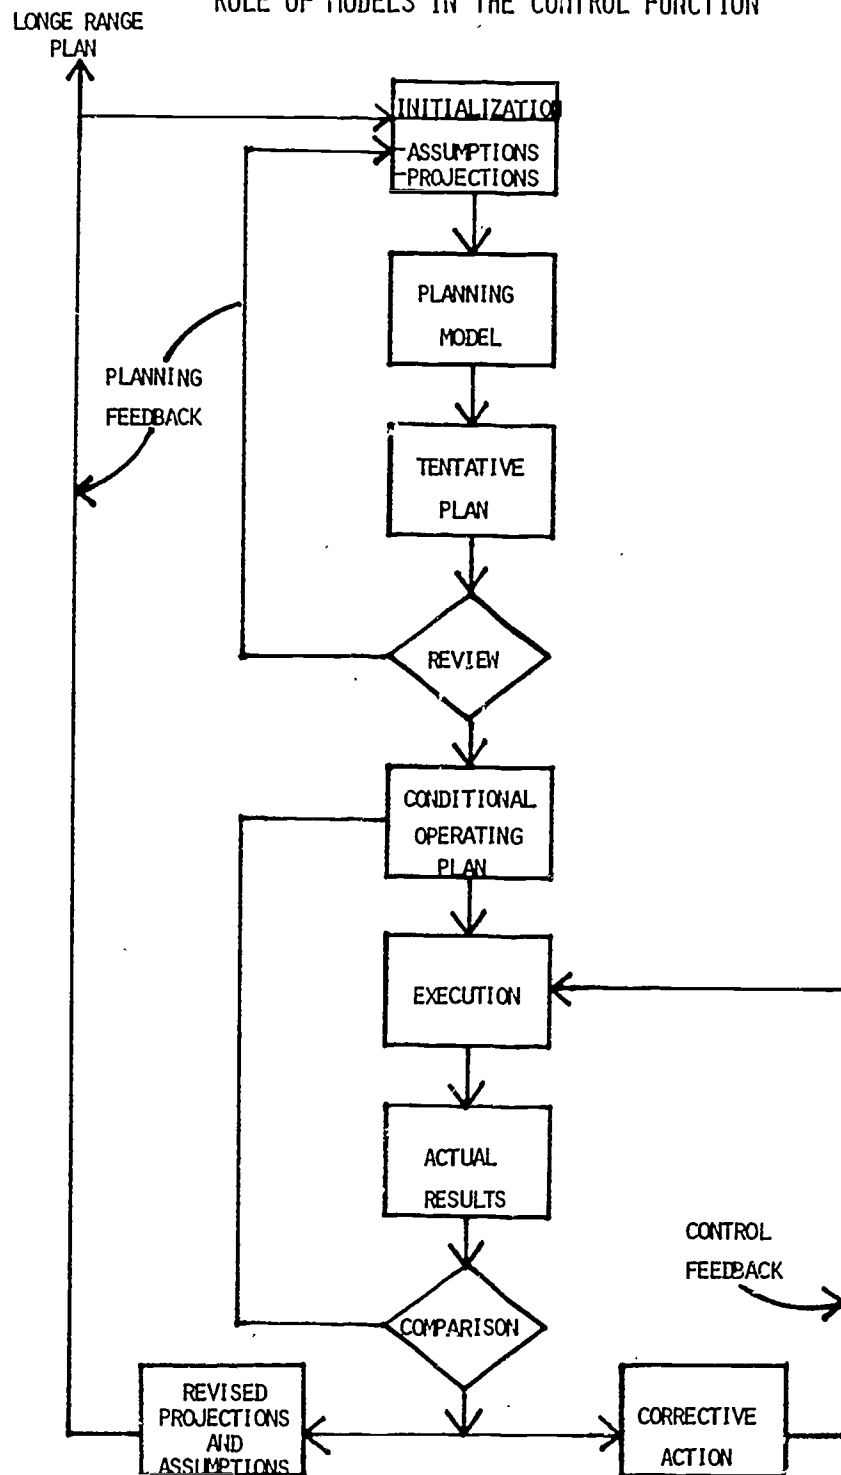 ROLE OF MODELS IN THE CONTROL FUNCTION
LONGE RANGE
PLAN
INITIALIZATION
-ASSUMPTIONS
-PROJECTIONS
PLANNING
MODEL
PLANNING
FEEDBACK
TENTATIVE
PLAN
REVIEW
CONDITIONAL
OPERATING
PLAN
EXECUTION
ACTUAL
RESULTS
CONTROL
FEEDBACK
COMPARISON
REVISED
PROJECTIONS
AND
ASSUMPTIONS
CORRECTIVE
ACTION